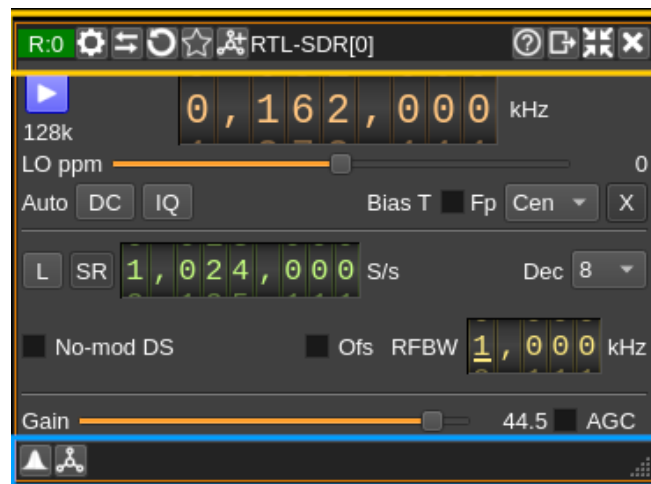 R:0 RTL-SDR[0]
0,162,000 kHz
128k
LO ppm 0
Auto DC IQ Bias T Fp Cen X
L SR 1,024,000 S/s Dec 8
No-mod DS Ofs RFBW 1,000 kHz
Gain 44.5 AGC